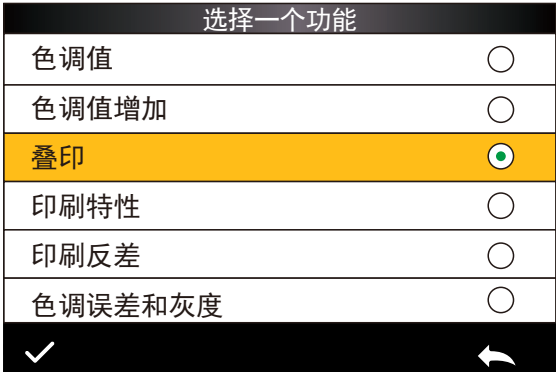 选择一个功能
色调值
色调值增加
叠印
印刷特性
印刷反差
色调误差和灰度